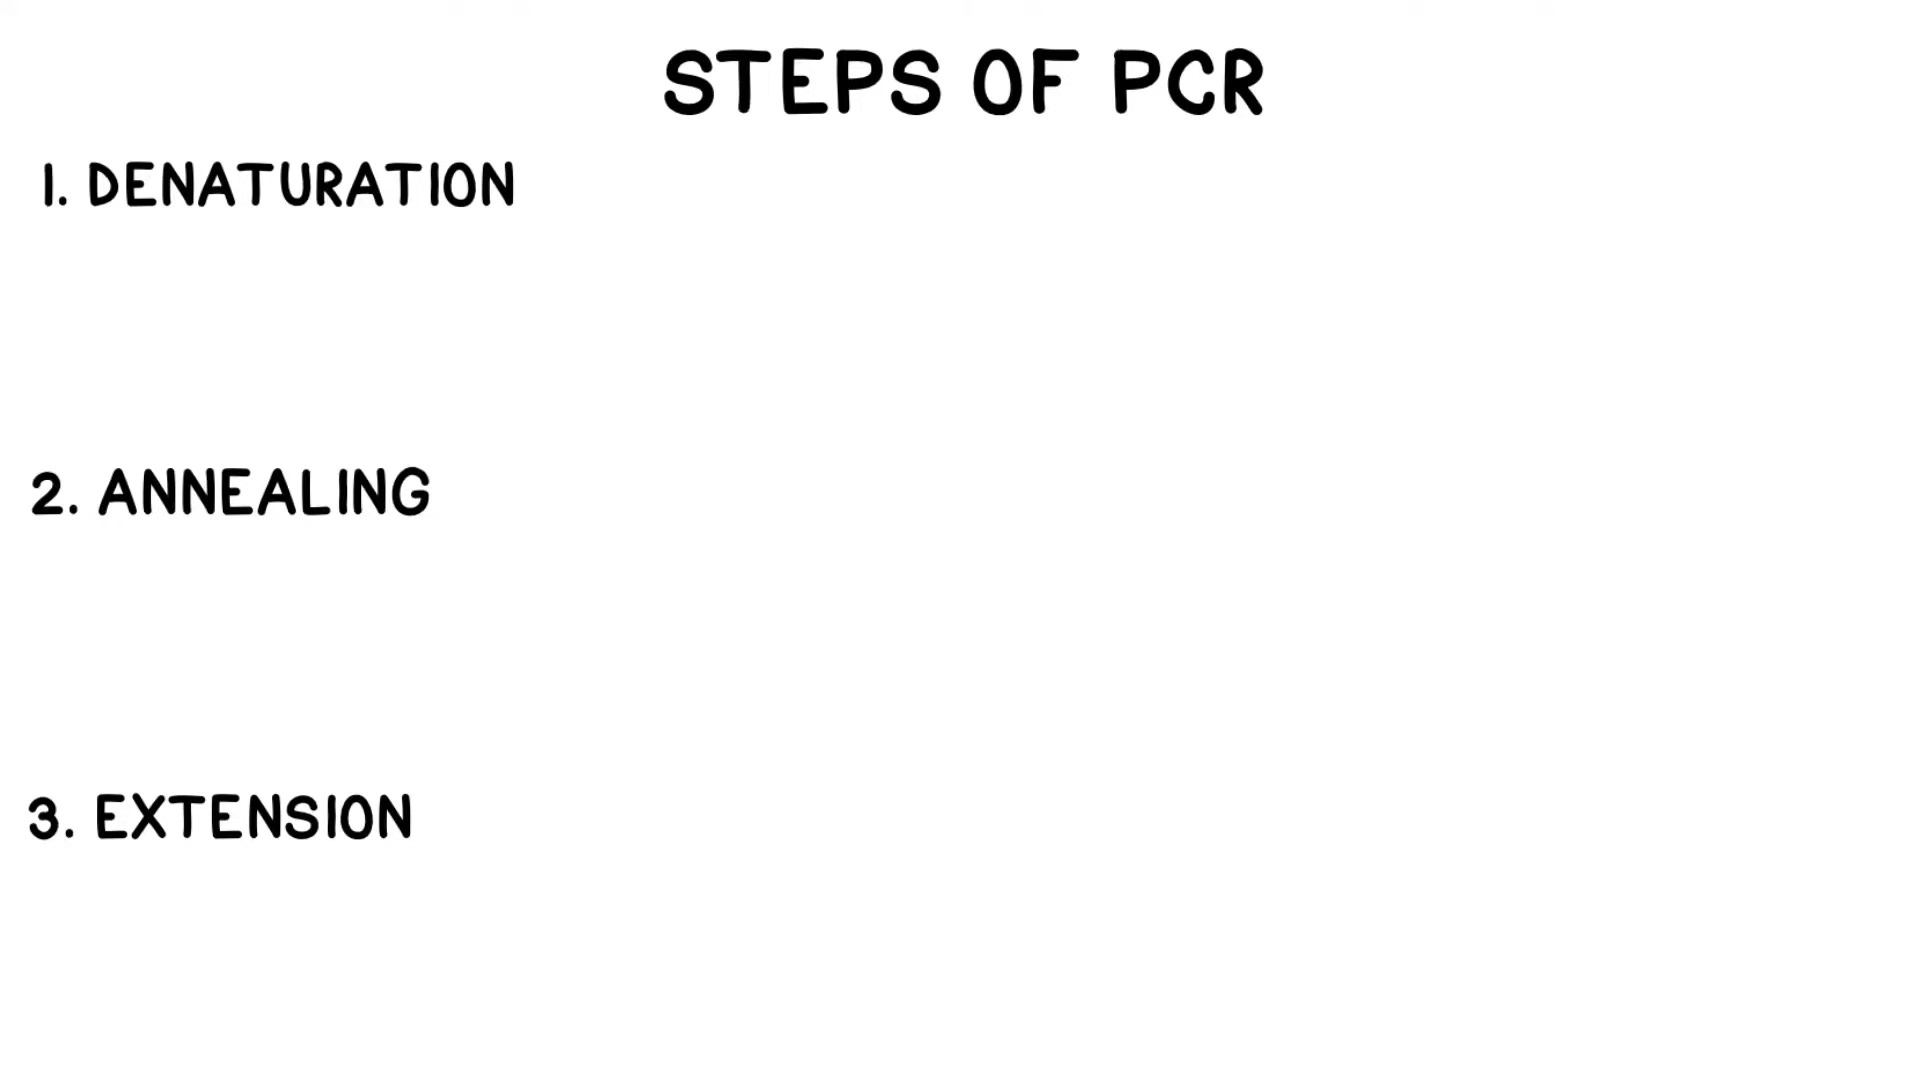 STEPS OF PCR
1. DENATURATION
2. ANNEALING
3. EXTENSION